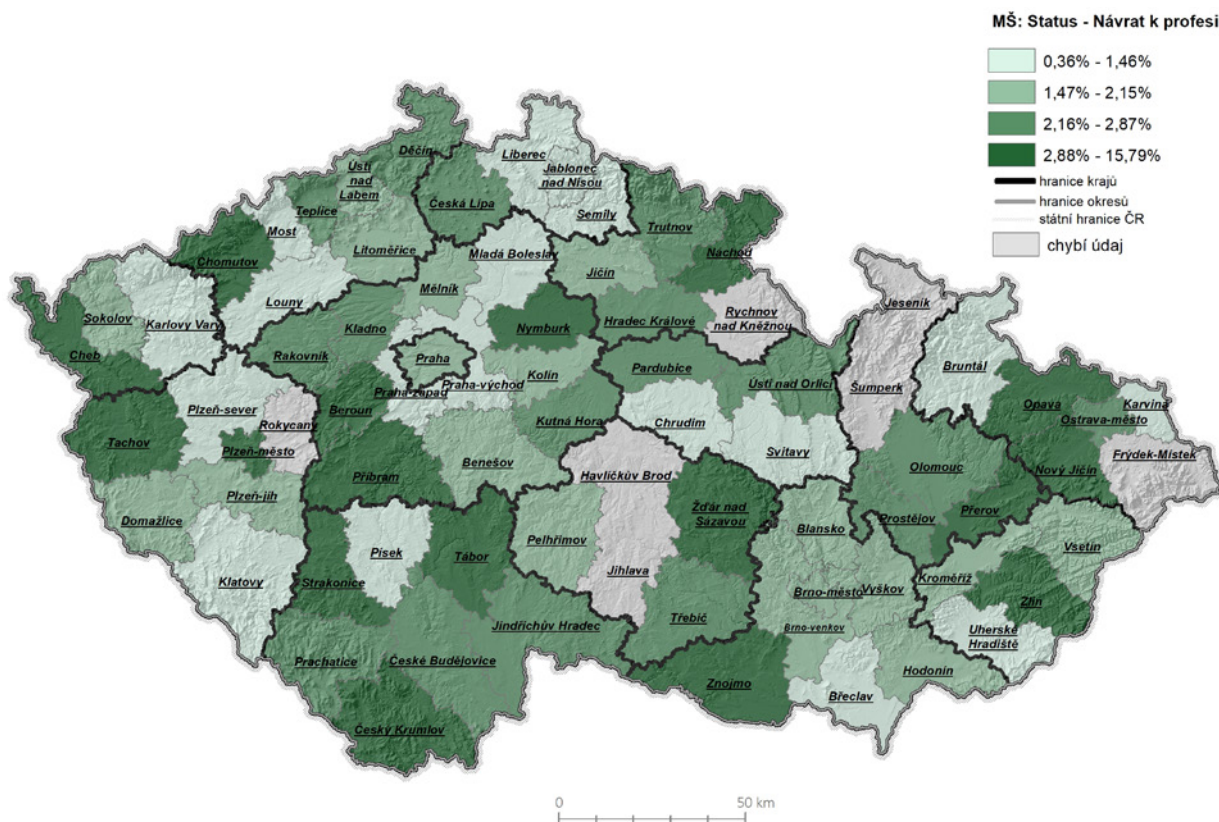 MŠ: Status - Návrat k profesi
0,36% - 1,46%
1,47% - 2,15%
2,16% - 2,87%
2,88% - 15,79%
hranice krajů
hranice okresů
státní hranice ČR
chybí údaj
Děčín
Liberec
Ústí
nad
Labem
Jablonec
nad Nisou
Česká Lípa
Teplice
Semily
Most
Trutnov
Litoměřice
Mladá Boleslav
Náchod
Chomutov
Jičín
Mělník
Louny
Jeseník
Rychnov
nad Kněžnou
Sokolov
Karlovy Vary
Kladno
Nymburk
Hradec Králové
Cheb
Rakovník
Praha
Bruntál
Kolín
Pardubice
Praha-východ
Ústí nad Orlicí
Šumperk
Praha-západ
Plzeň-sever
Beroun
Opava
Karvina
Rokycany
Kutná Hora
Chrudim
Ostrava-město
Tachov
Plzeň-město
Svitavy
Frýdek-Místek
Benešov
Olomouc
Nový Jičín
Příbram
Havlíčkův Brod
Plzeň-jih
Žďár nad
Sázavou
Přerov
Domažlice
Prostějov
Blansko
Písek
Pelhřimov
Vsetín
Tábor
Jihlava
Klatovy
Strakonice
Kroměříž
Brno-město
Vyškov
Zlín
Třebíč
Jindřichův Hradec
Brno-venkov
Uherské
Hradiště
Prachatice
České Budějovice
Hodonín
Znojmo
Břeclav
Český Krumlov
0
50 km